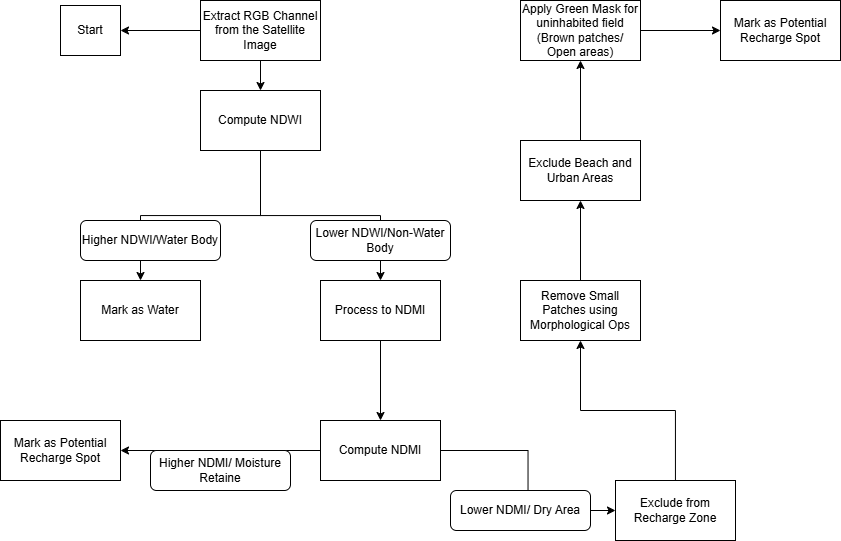 Start
Extract RGB Channel
from the Satellite
Image
Compute NDWI
Higher NDWI/Water Body
Lower NDWI/Non-Water
Body
Mark as Water
Process to NDMI
Compute NDMI
Higher NDMI/ Moisture
Retaine
Mark as Potential
Recharge Spot
Lower NDMI/ Dry Area
Exclude from
Recharge Zone
Remove Small
Patches using
Morphological Ops
Exclude Beach and
Urban Areas
Apply Green Mask for
uninhabited field
(Brown patches/
Open areas)
Mark as Potential
Recharge Spot